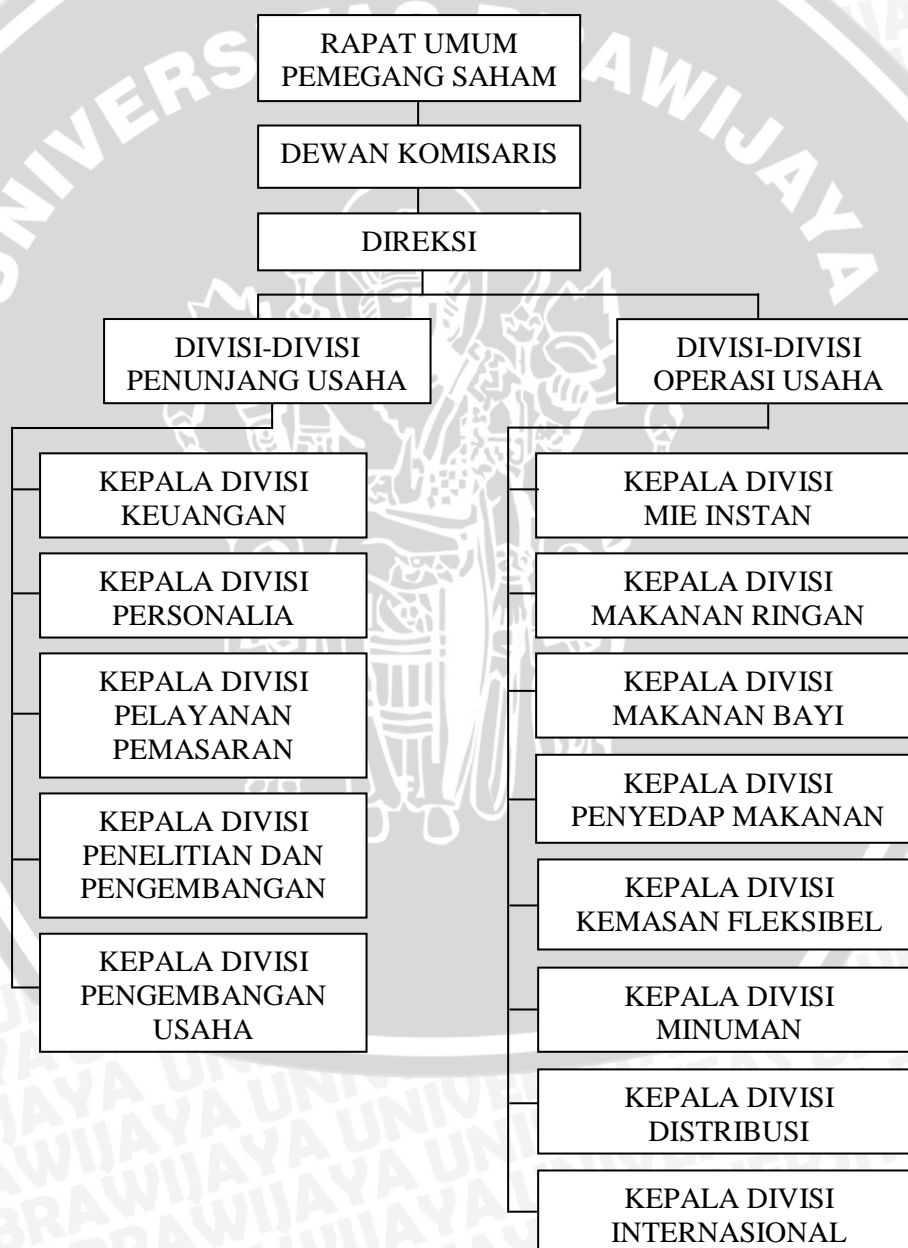 UNIVERSITAS BRAWIJAYA
RAPAT UMUM
PEMEGANG SAHAM
DEWAN KOMISARIS
DIREKSI
DIVISI-DIVISI
PENUNJANG USAHA
DIVISI-DIVISI
OPERASI USAHA
KEPALA DIVISI
KEUANGAN
KEPALA DIVISI
PERSONALIA
KEPALA DIVISI
PELAYANAN
PEMASARAN
KEPALA DIVISI
PENELITIAN DAN
PENGEMBANGAN
KEPALA DIVISI
PENGEMBANGAN
USAHA
KEPALA DIVISI
MIE INSTAN
KEPALA DIVISI
MAKANAN RINGAN
KEPALA DIVISI
MAKANAN BAYI
KEPALA DIVISI
PENYEDAP MAKANAN
KEPALA DIVISI
KEMASAN FLEKSIBEL
KEPALA DIVISI
MINUMAN
KEPALA DIVISI
DISTRIBUSI
KEPALA DIVISI
INTERNASIONAL